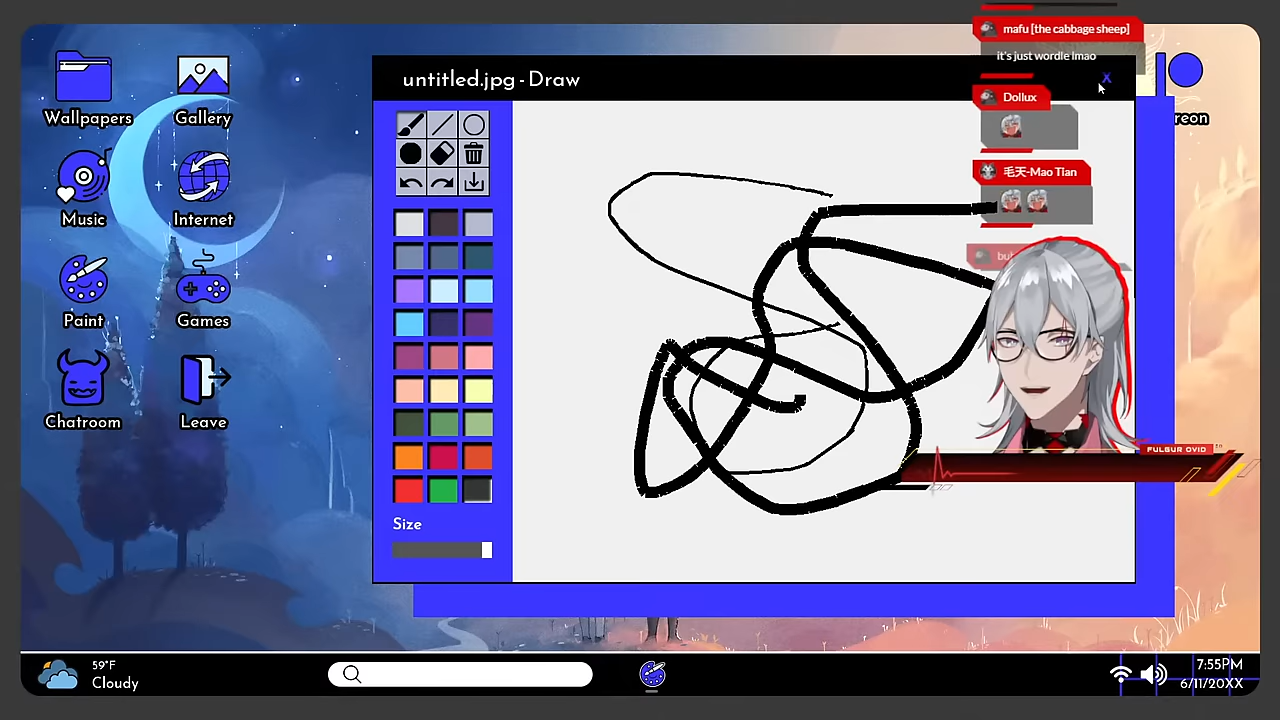 mafu [the cabbage sheep]
it's just wordle lmao
untitled.jpg - Draw
X
Dollux
reon
Wallpapers
Gallery
毛天-Mao Tian
Music
Internet
Paint
Games
Chatroom
Leave
FULGUR OVID
Size
59°F
Cloudy
7:55PM
6/11/20XX